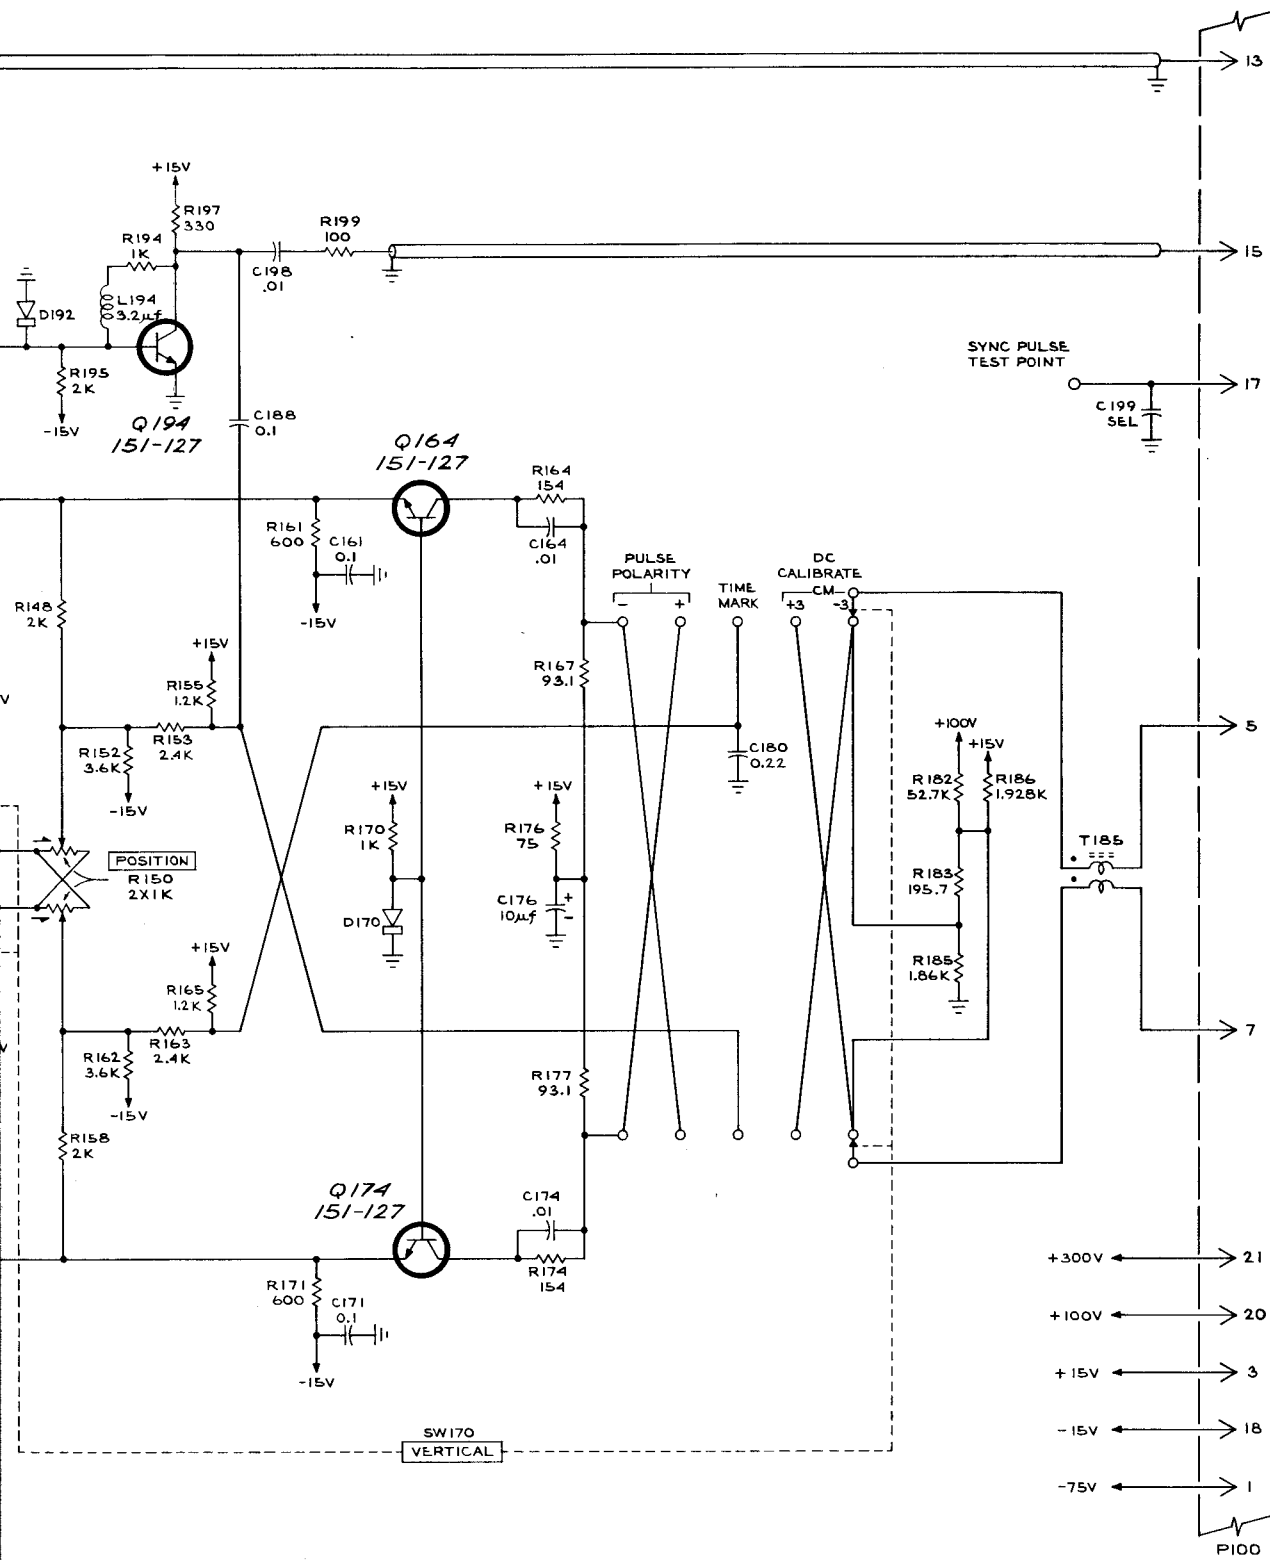 13
+15V
R197
330
R194
1K
R199
100
C198
.01
15
L194
3.2µf
D192
R195
2K
-15V
Q194
151-127
C188
0.1
SYNC PULSE
TEST POINT
17
C199
SEL
Q164
151-127
R164
154
C164
.01
R161
600
C161
0.1
-15V
PULSE
POLARITY
-
+
TIME
MARK
DC
CALIBRATE
CM
+3
-3
R148
2K
+15V
R155
1.2K
R153
2.4K
R152
3.6K
-15V
V
R167
93.1
C180
0.22
+100V
+15V
5
R182
52.7K
R186
1.928K
+15V
R170
1K
+15V
R176
75
T185
POSITION
R150
2X1K
R183
195.7
D170
C176
10µf
+
-
R185
1.86K
+15V
R165
1.2K
R163
2.4K
R162
3.6K
-15V
V
7
R177
93.1
R158
2K
Q174
151-127
C174
.01
R174
154
R171
600
C171
0.1
-15V
+300V
21
+100V
20
+15V
3
-15V
18
-75V
1
SW170
VERTICAL
P100